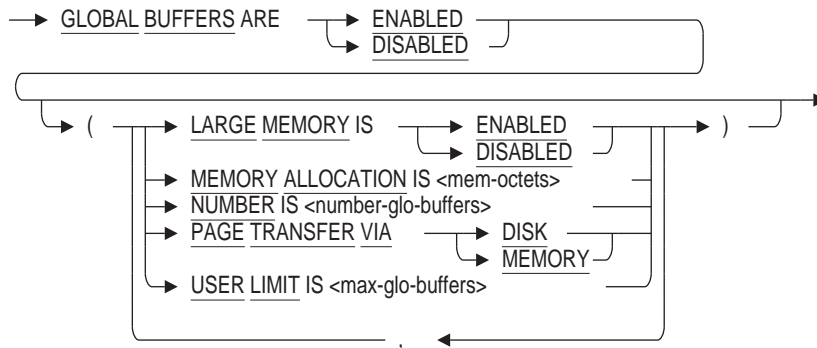 GLOBAL BUFFERS ARE ENABLED
DISABLED
( LARGE MEMORY IS ENABLED )
DISABLED
MEMORY ALLOCATION IS <mem-octets>
NUMBER IS <number-glo-buffers>
PAGE TRANSFER VIA DISK
MEMORY
USER LIMIT IS <max-glo-buffers>
,